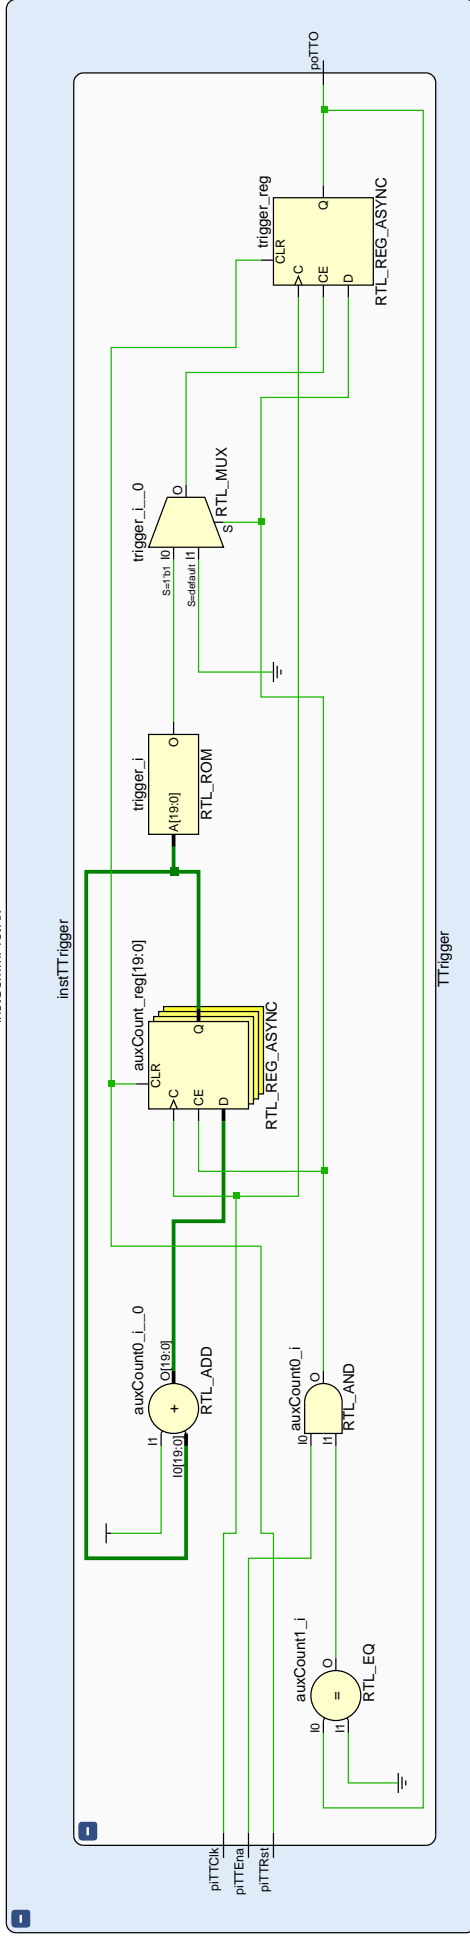 instTTrigger
piTTClk
piTTEna
piTTRst
auxCount1_i
I0
I1
=
O
RTL_EQ
auxCount0_i__0
I1
I0[19:0]
+
O[19:0]
RTL_ADD
auxCount0_i
I0
I1
O
RTL_AND
auxCount_reg[19:0]
CLR
C
CE
D
Q
RTL_REG_ASYNC
trigger_i
A[19:0]
O
RTL_ROM
trigger_i__0
S=1'b1 I0
S=default I1
O
S
RTL_MUX
trigger_reg
CLR
C
CE
D
Q
RTL_REG_ASYNC
poTTO
TTrigger